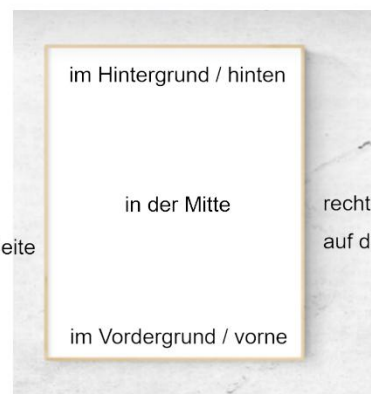 im Hintergrund / hinten
in der Mitte
recht
eite
auf d
im Vordergrund / vorne